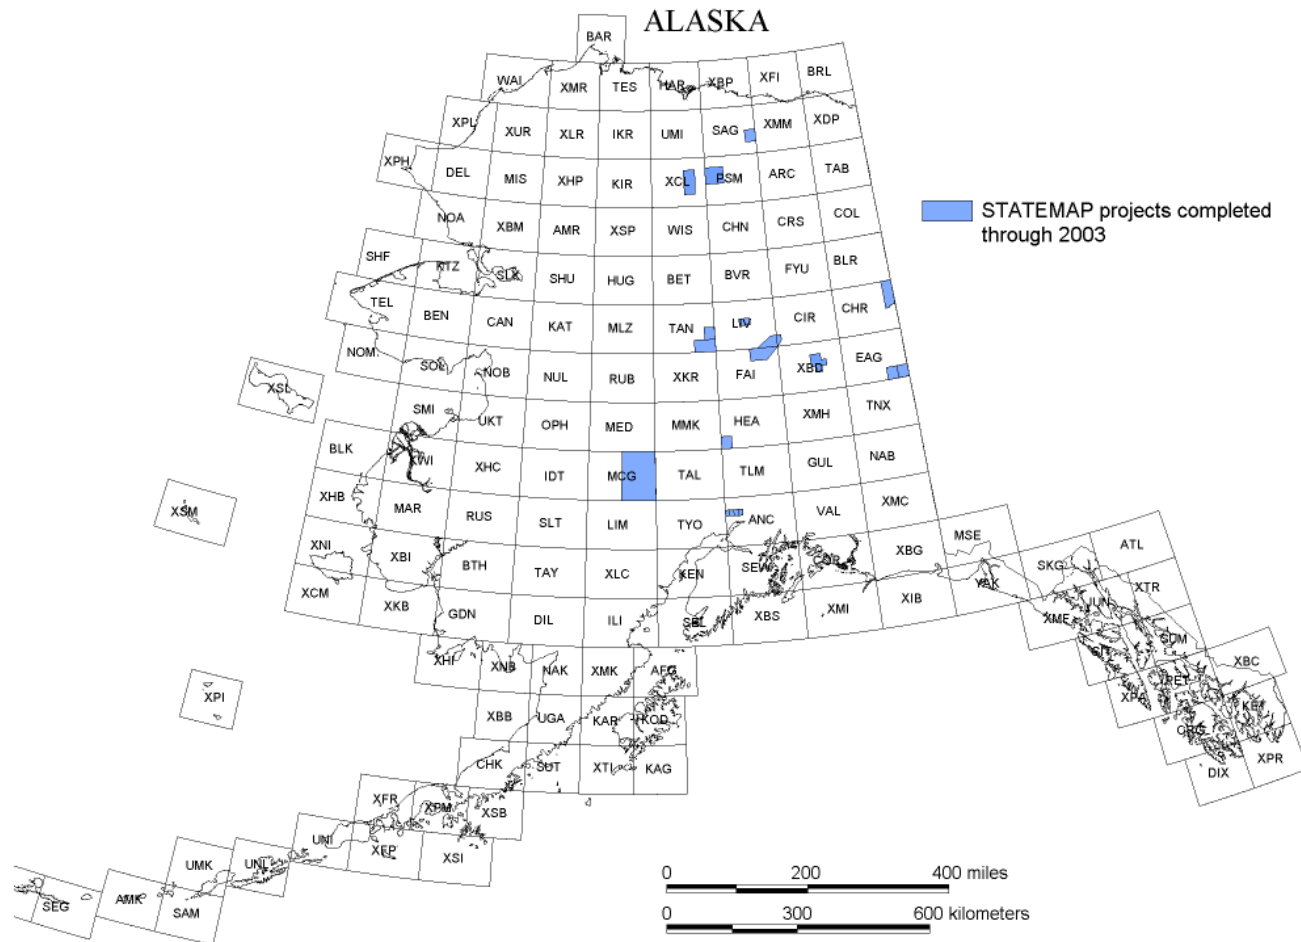 ALASKA
BAR
WAI XMR TES HAR XBP XFI BRL
XPL XUR XLR IKR UMI SAG XMM XDP
XPH DEL MIS XHP KIR XCL PSM ARC TAB
NOA XBM AMR XSP WIS CHN CRS COL
STATEMAP projects completed
through 2003
SHF KTZ SLK SHU HUG BET BVR FYU BLR
TEL BEN CAN KAT MLZ TAN LIV CIR CHR
NOM SOL NOB NUL RUB XKR FAI XBD EAG
XSL SMI UKT OPH MED MMK HEA XMH TNX
BLK KWI XHC IDT MCG TAL TLM GUL NAB
XSM XHB MAR RUS SLT LIM TYO ANC VAL XMC
XNI XBI BTH TAY XLC KEN SEW COR XBG MSE SKG ATL
XCM XKB GDN DIL ILI SEL XBS XMI XIB YAK XME JUN XTR
XHI XNB NAK XMK AFG SIT SUM XBC
XPI XBB UGA KAR KOD XPA PET KET
CHK SUT XTI KAG CRG DIX XPR
XFR XPM XSB
UNI XFP XSI
UMK UNL
SEG AMK SAM
0 200 400 miles
0 300 600 kilometers